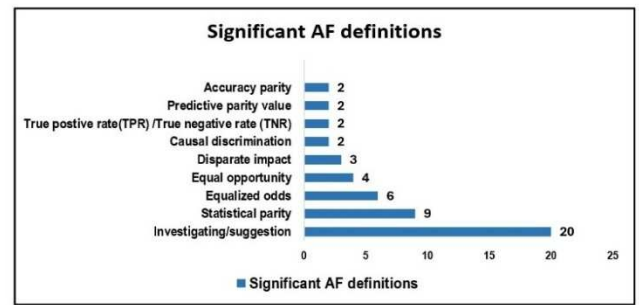 Significant AF definitions
Accuracy parity 2
Predictive parity value 2
True postive rate(TPR) /True negative rate (TNR) 2
Causal discrimination 2
Disparate impact 3
Equal opportunity 4
Equalized odds 6
Statistical parity 9
Investigating/suggestion 20
0 5 10 15 20 25
Significant AF definitions